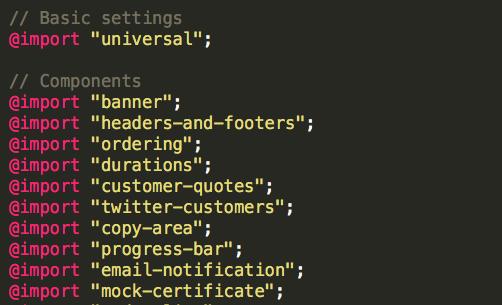 // Basic settings
@import "universal";
// Components
@import "banner";
@import "headers-and-footers";
@import "ordering";
@import "durations";
@import "customer-quotes";
@import "twitter-customers";
@import "copy-area";
@import "progress-bar";
@import "email-notification";
@import "mock-certificate";